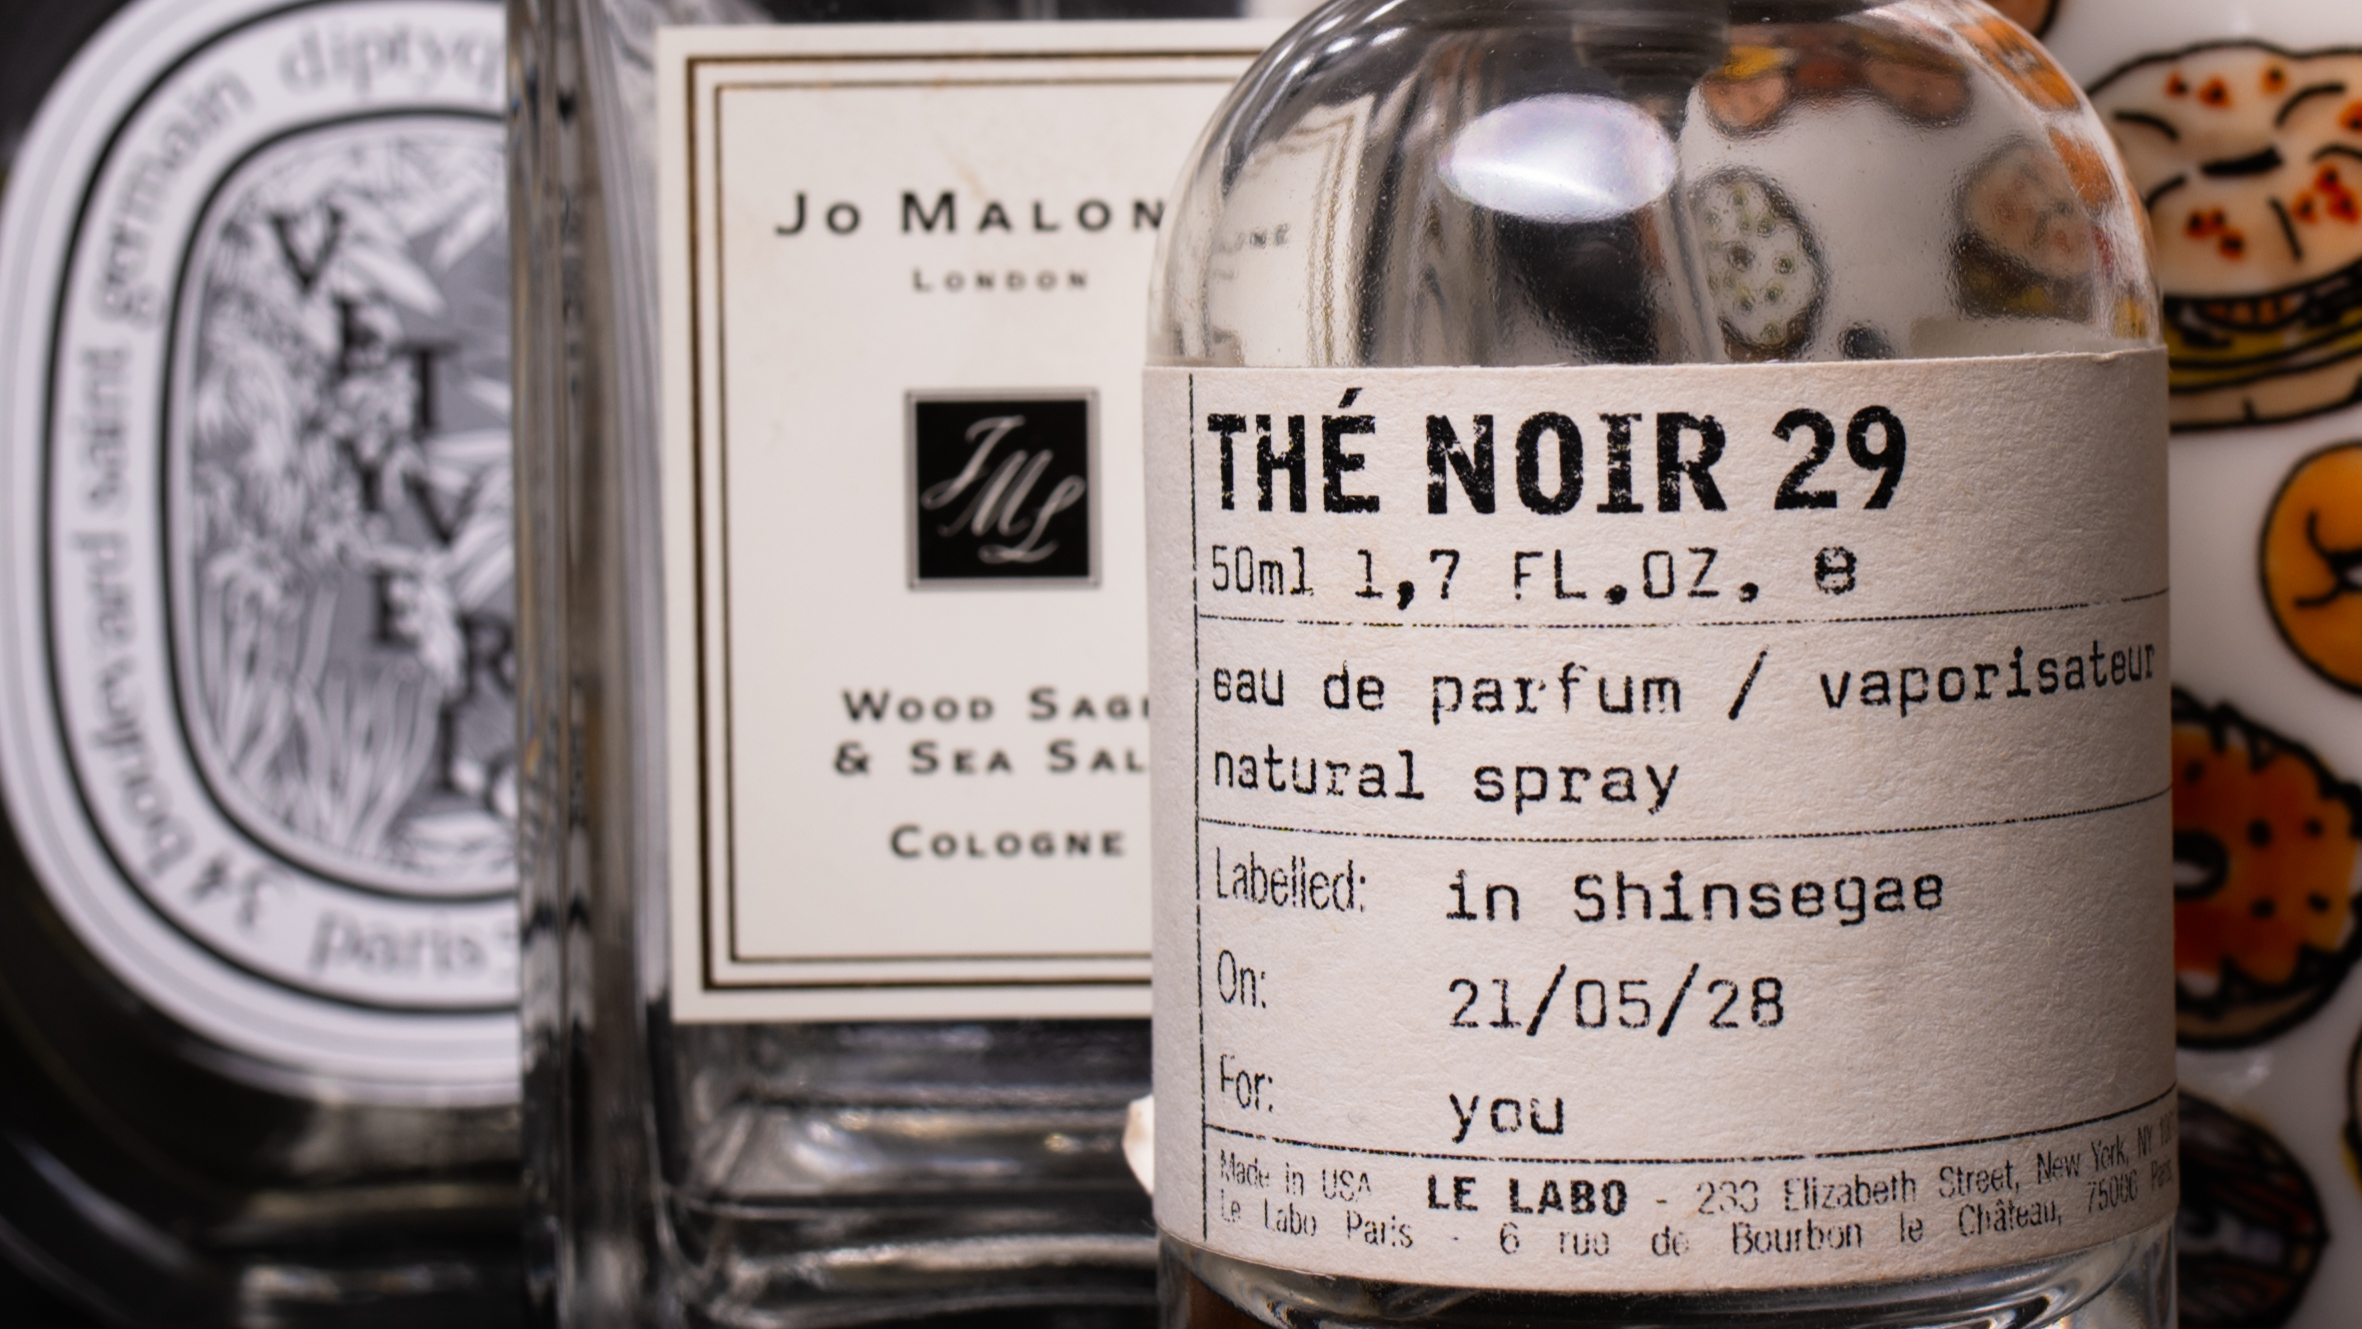 34 boulevard saint germain diptyq
paris 5
VETIVERI
JO MALON
LONDON
JML
WOOD SAG
& SEA SAL
COLOGNE
THÉ NOIR 29
50ml 1,7 FL.OZ. e
eau de parfum / vaporisateur
natural spray
Labelled: in Shinsegae
On: 21/05/28
For: you
Made in USA LE LABO - 233 Elizabeth Street, New York, NY
Le Labo Paris - 6 rue de Bourbon le Château, 75006 Paris